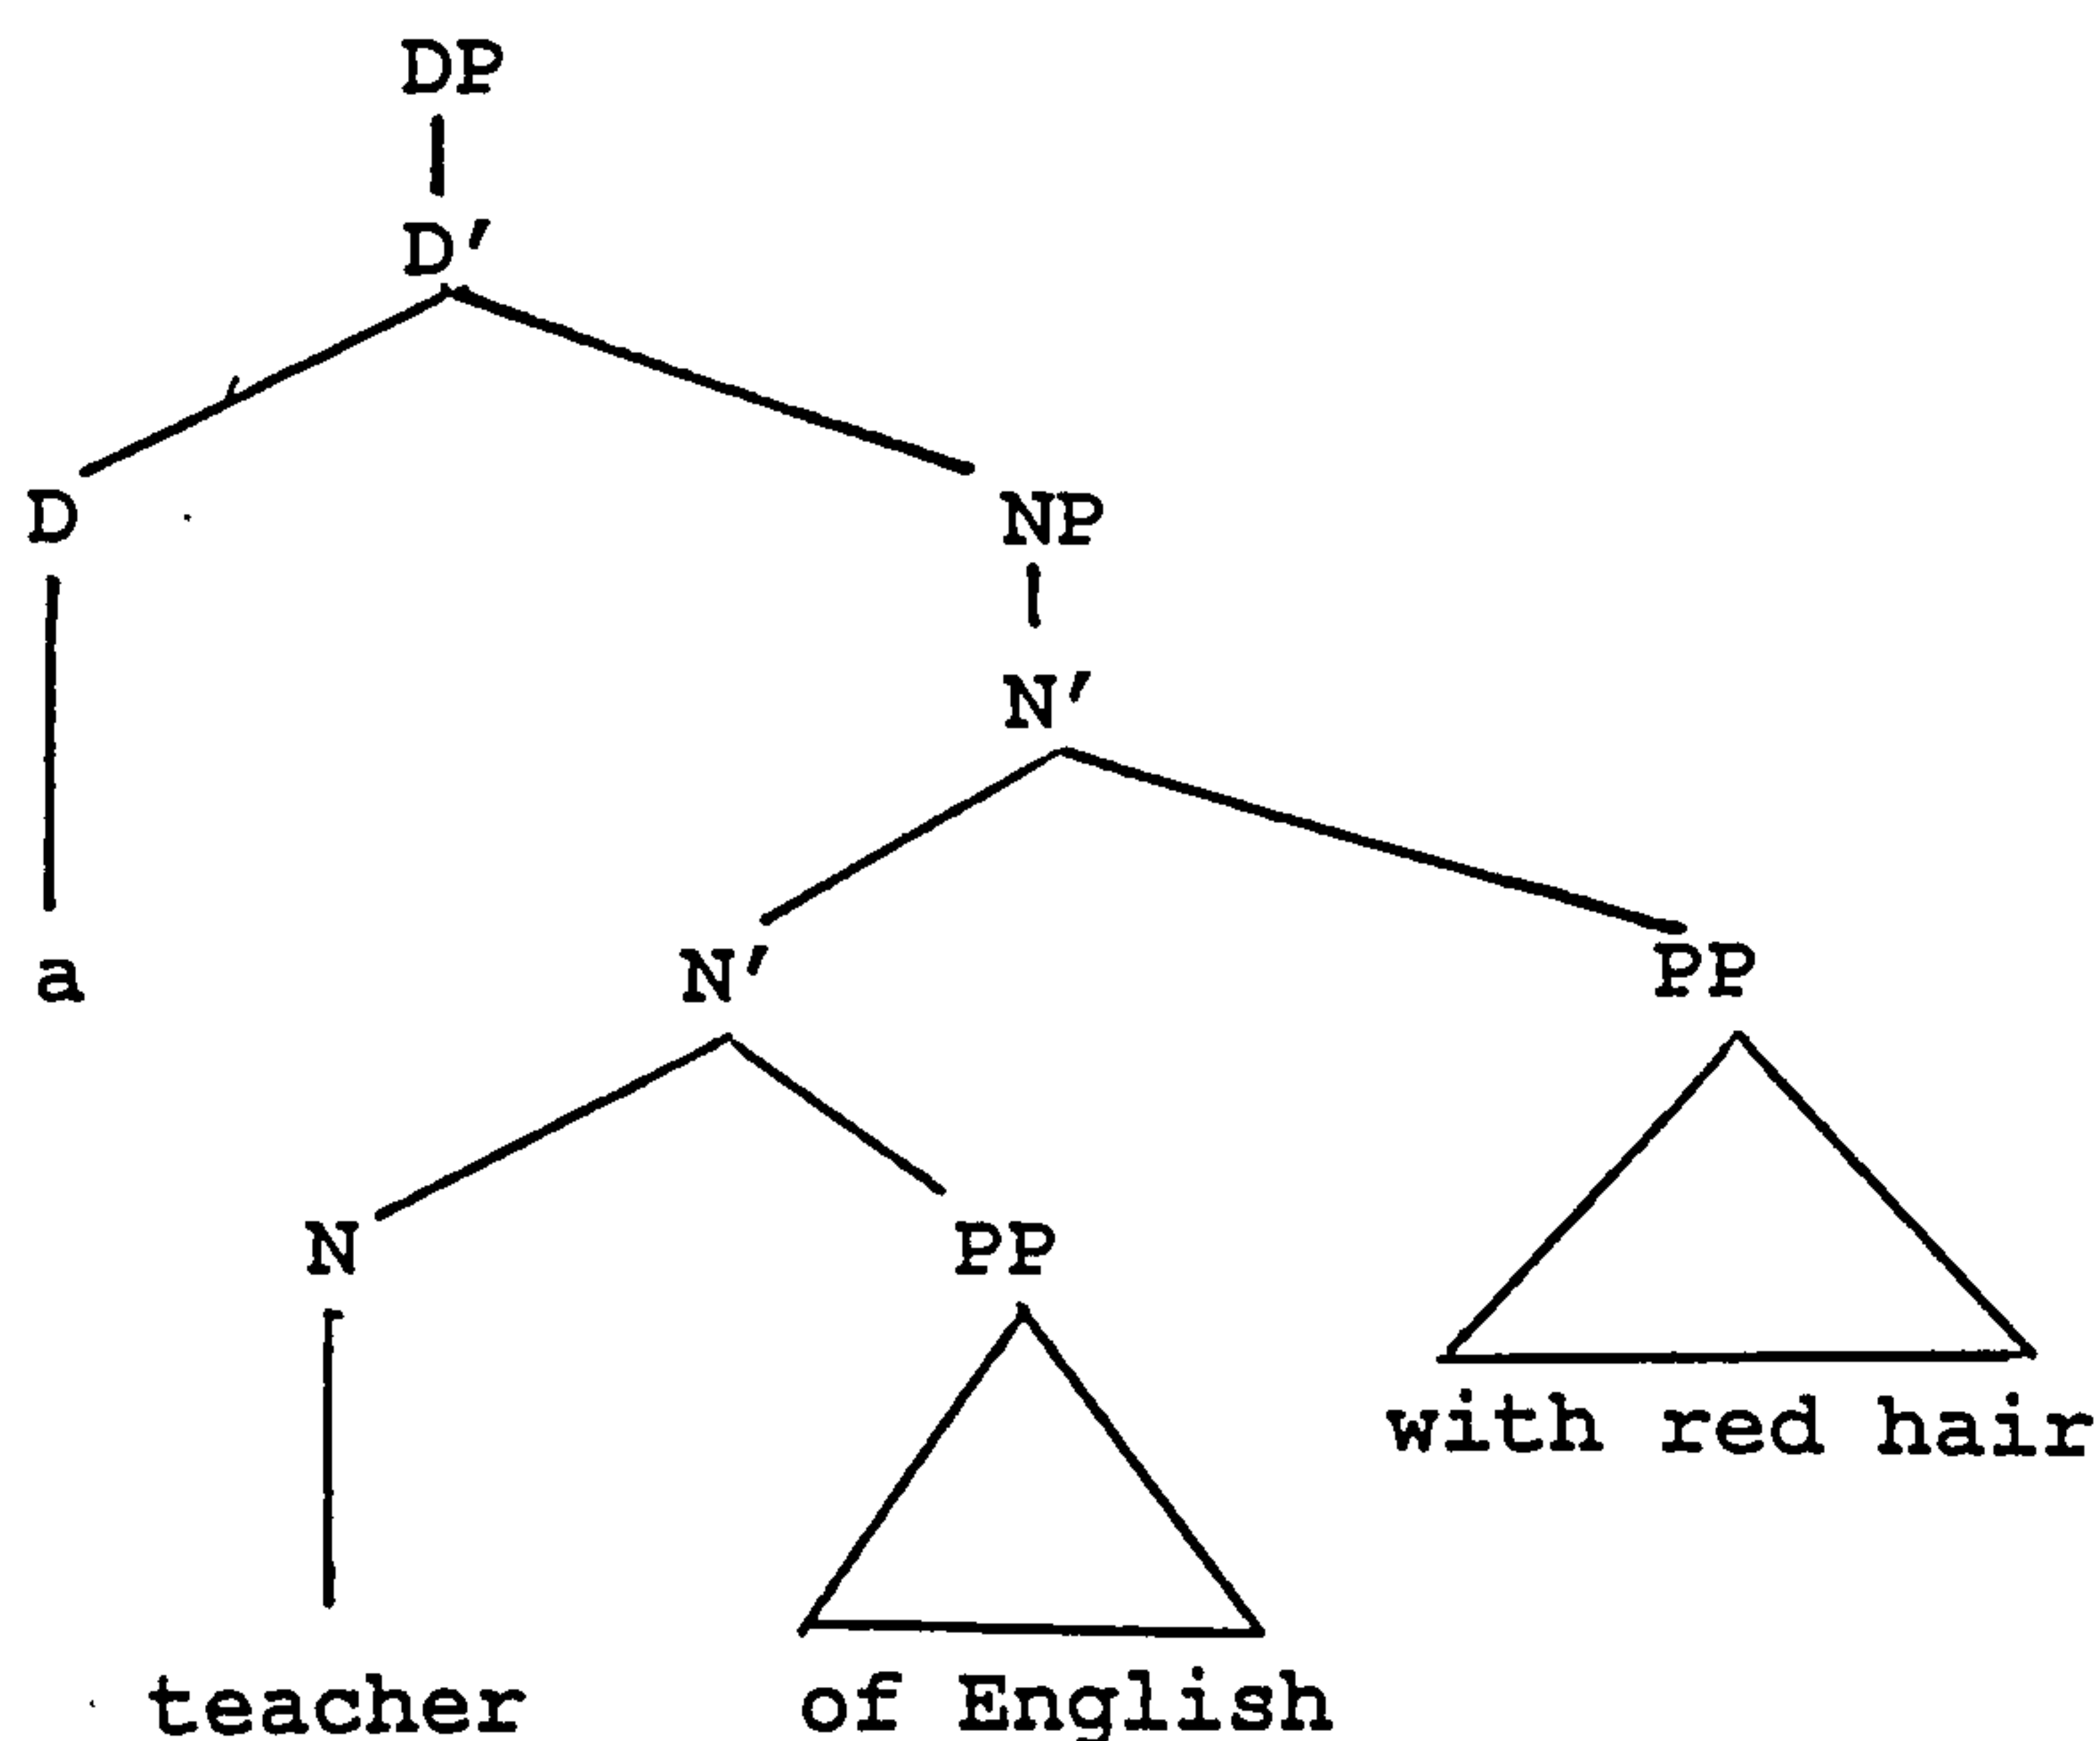 DP
D'
D NP
N'
a N' PP
N PP
with red hair
teacher of English